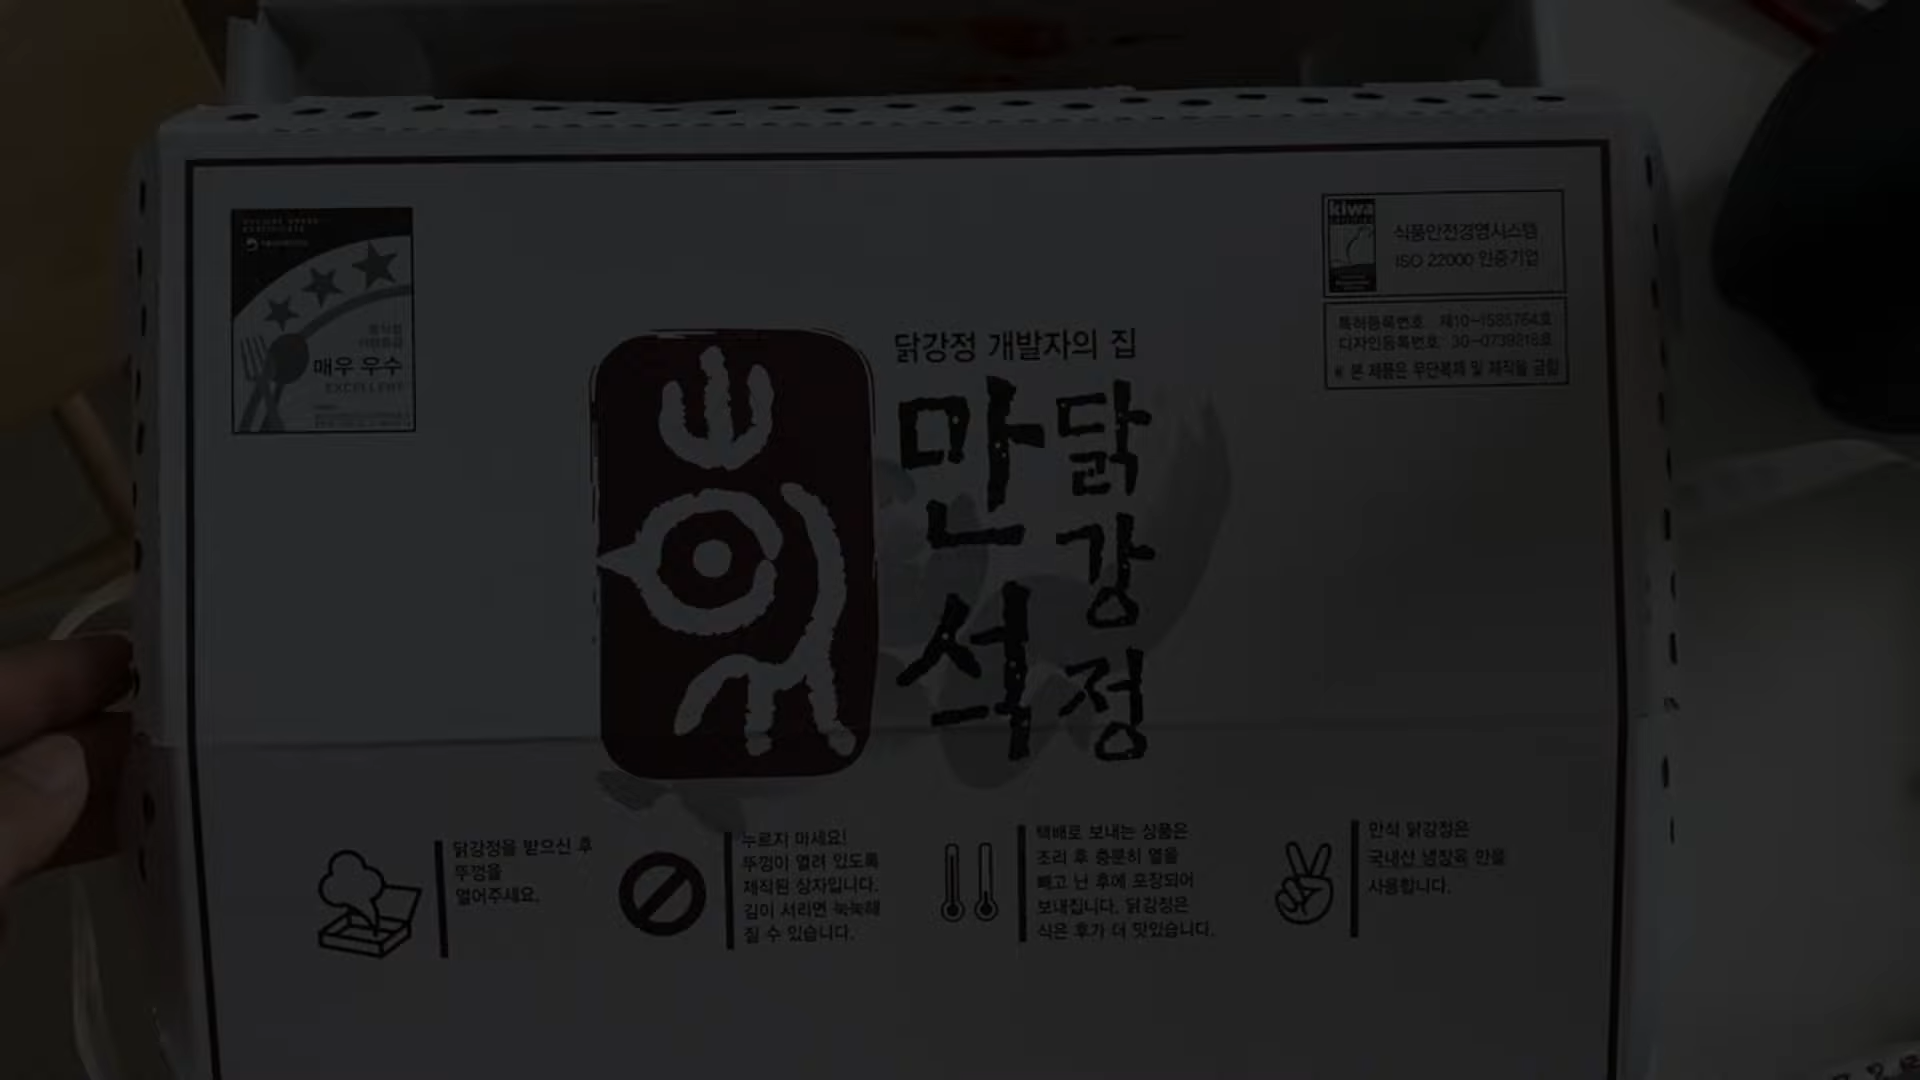 매우 우수
EXCELLENT
kiwa
식품안전경영시스템
ISO 22000 인증기업
특허등록번호 제10-1585764호
디자인등록번호 30-0739218호
※ 본 제품은 무단복제 및 제작을 금함
닭강정 개발자의 집
만석
닭강정
닭강정을 받으신 후
뚜껑을
열어주세요.
누르지 마세요!
뚜껑이 열려 있도록
제작된 상자입니다.
김이 서리면 눅눅해
질 수 있습니다.
택배로 보내는 상품은
조리 후 충분히 열을
빼고 난 후에 포장되어
보내집니다. 닭강정은
식은 후가 더 맛있습니다.
만석 닭강정은
국내산 냉장육 만을
사용합니다.